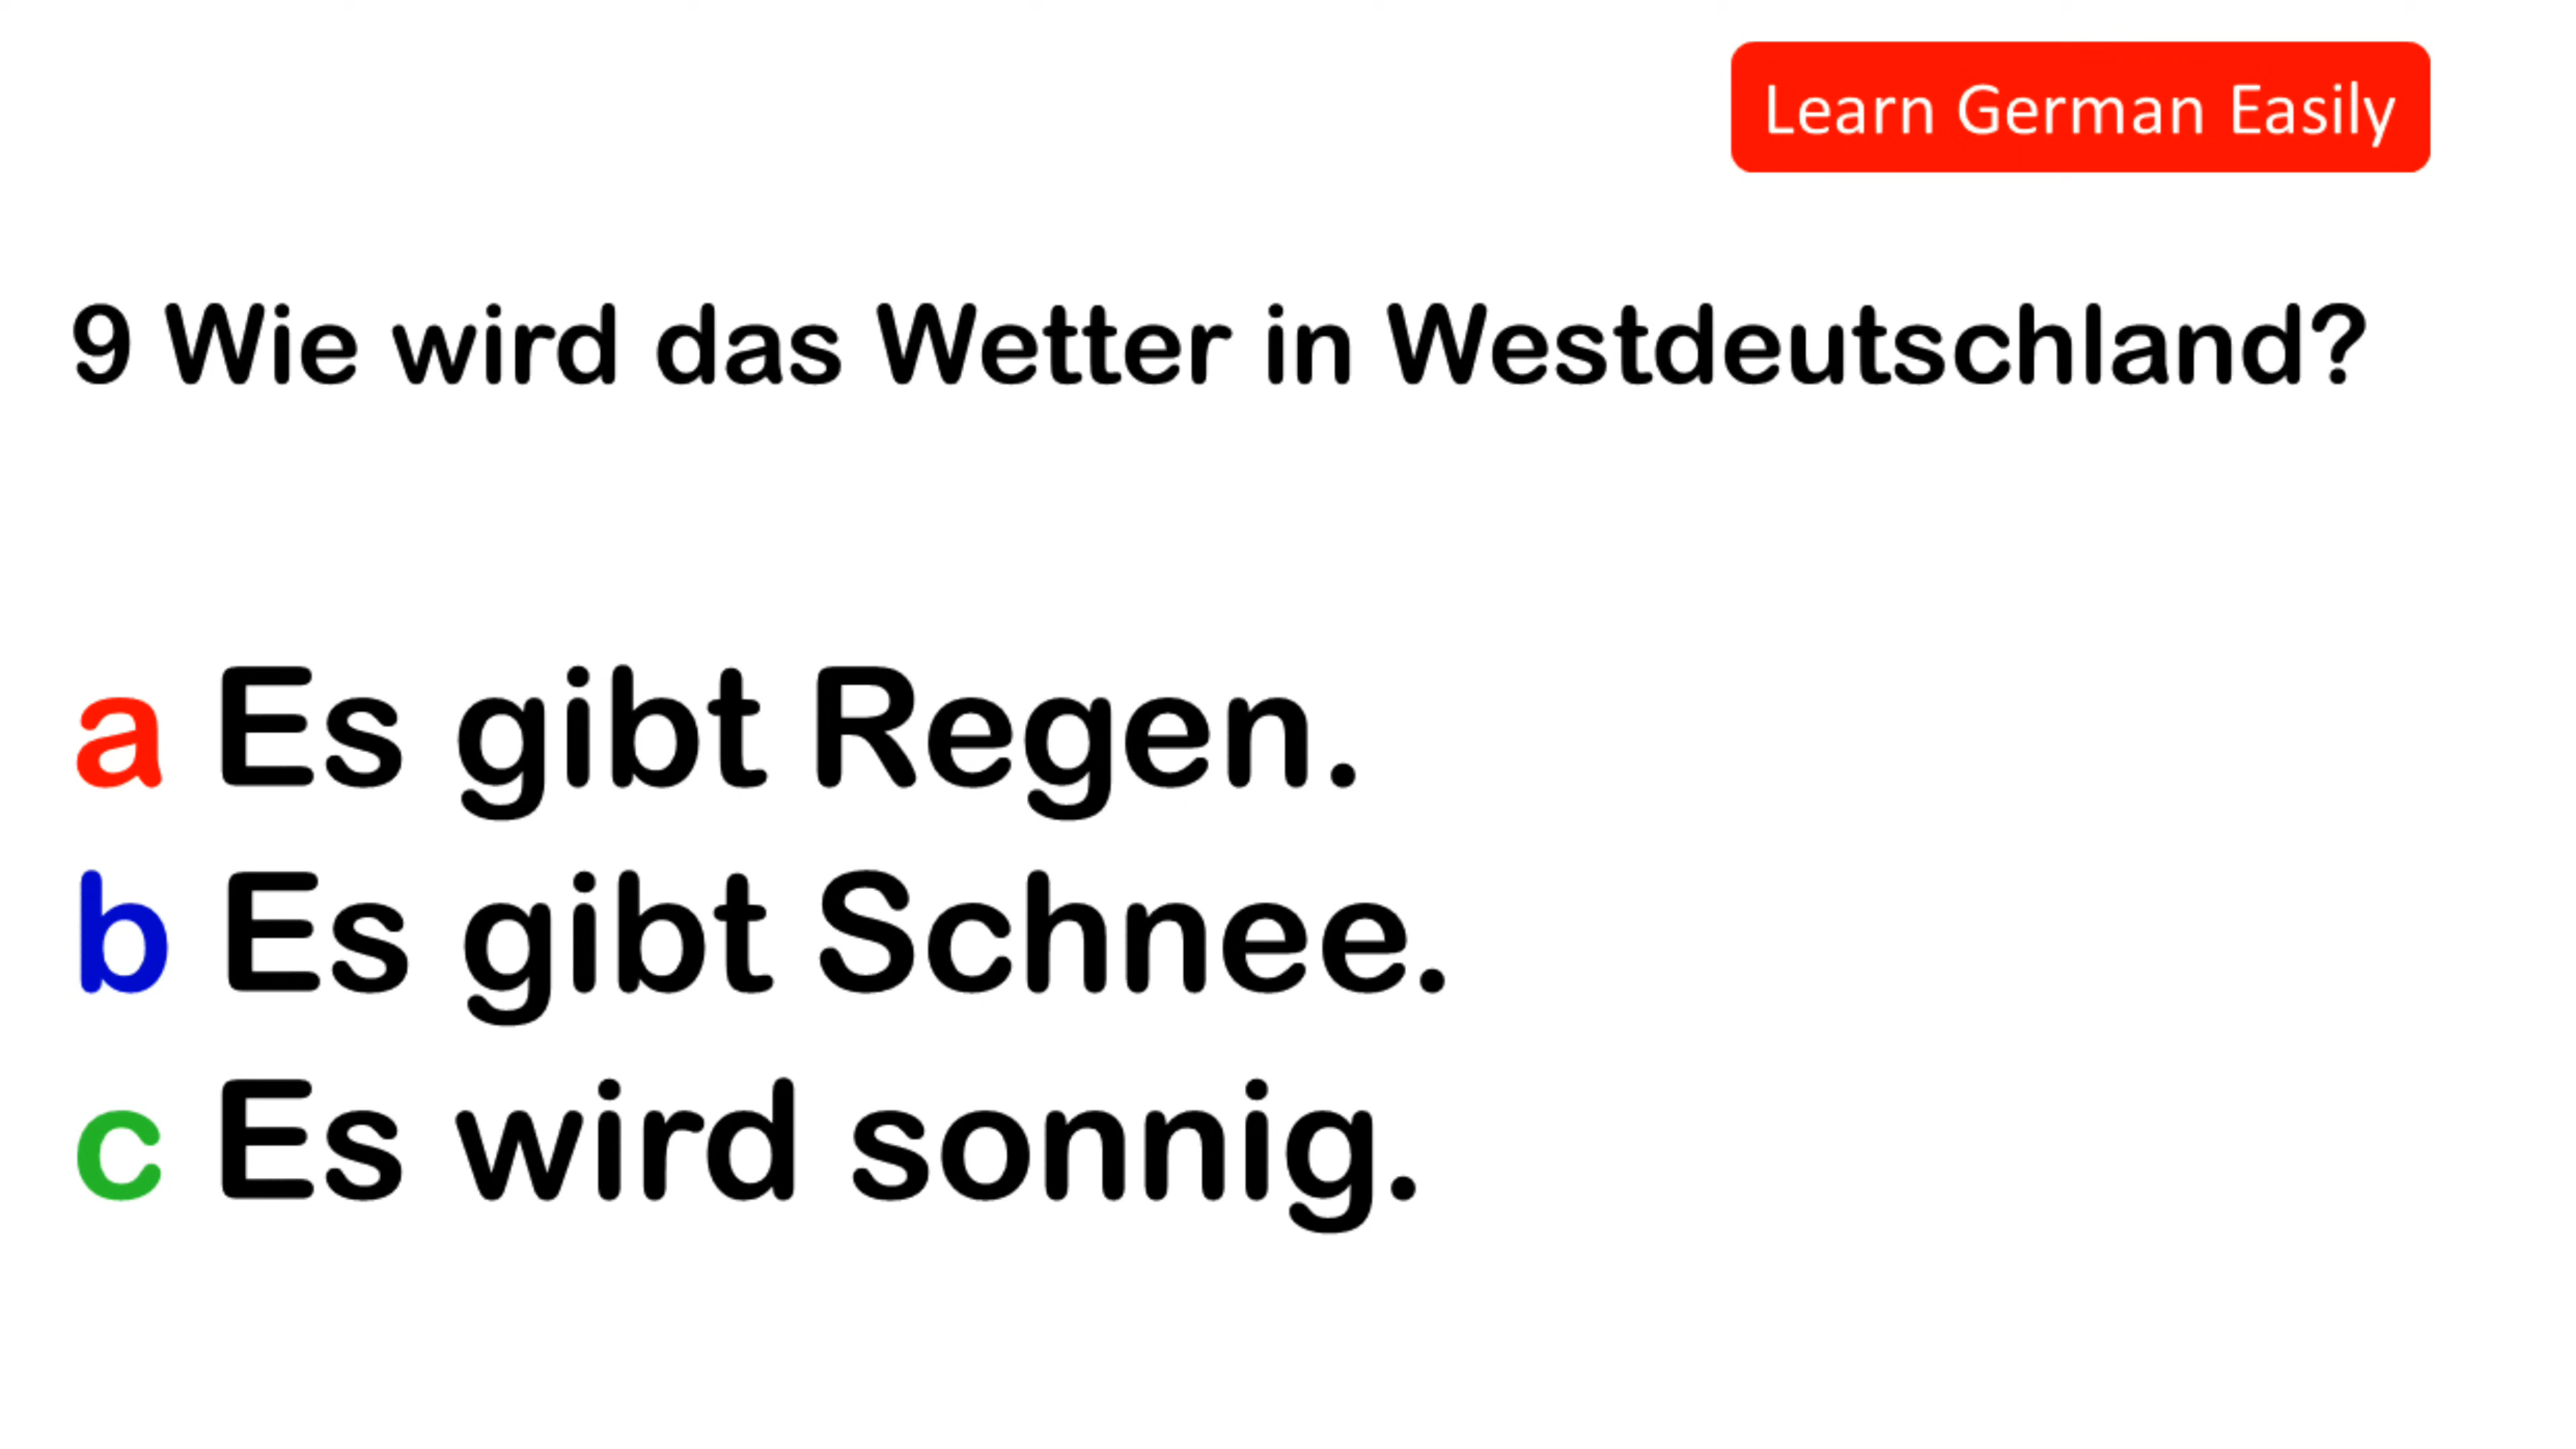 Learn German Easily
9 Wie wird das Wetter in Westdeutschland?
a Es gibt Regen.
b Es gibt Schnee.
c Es wird sonnig.